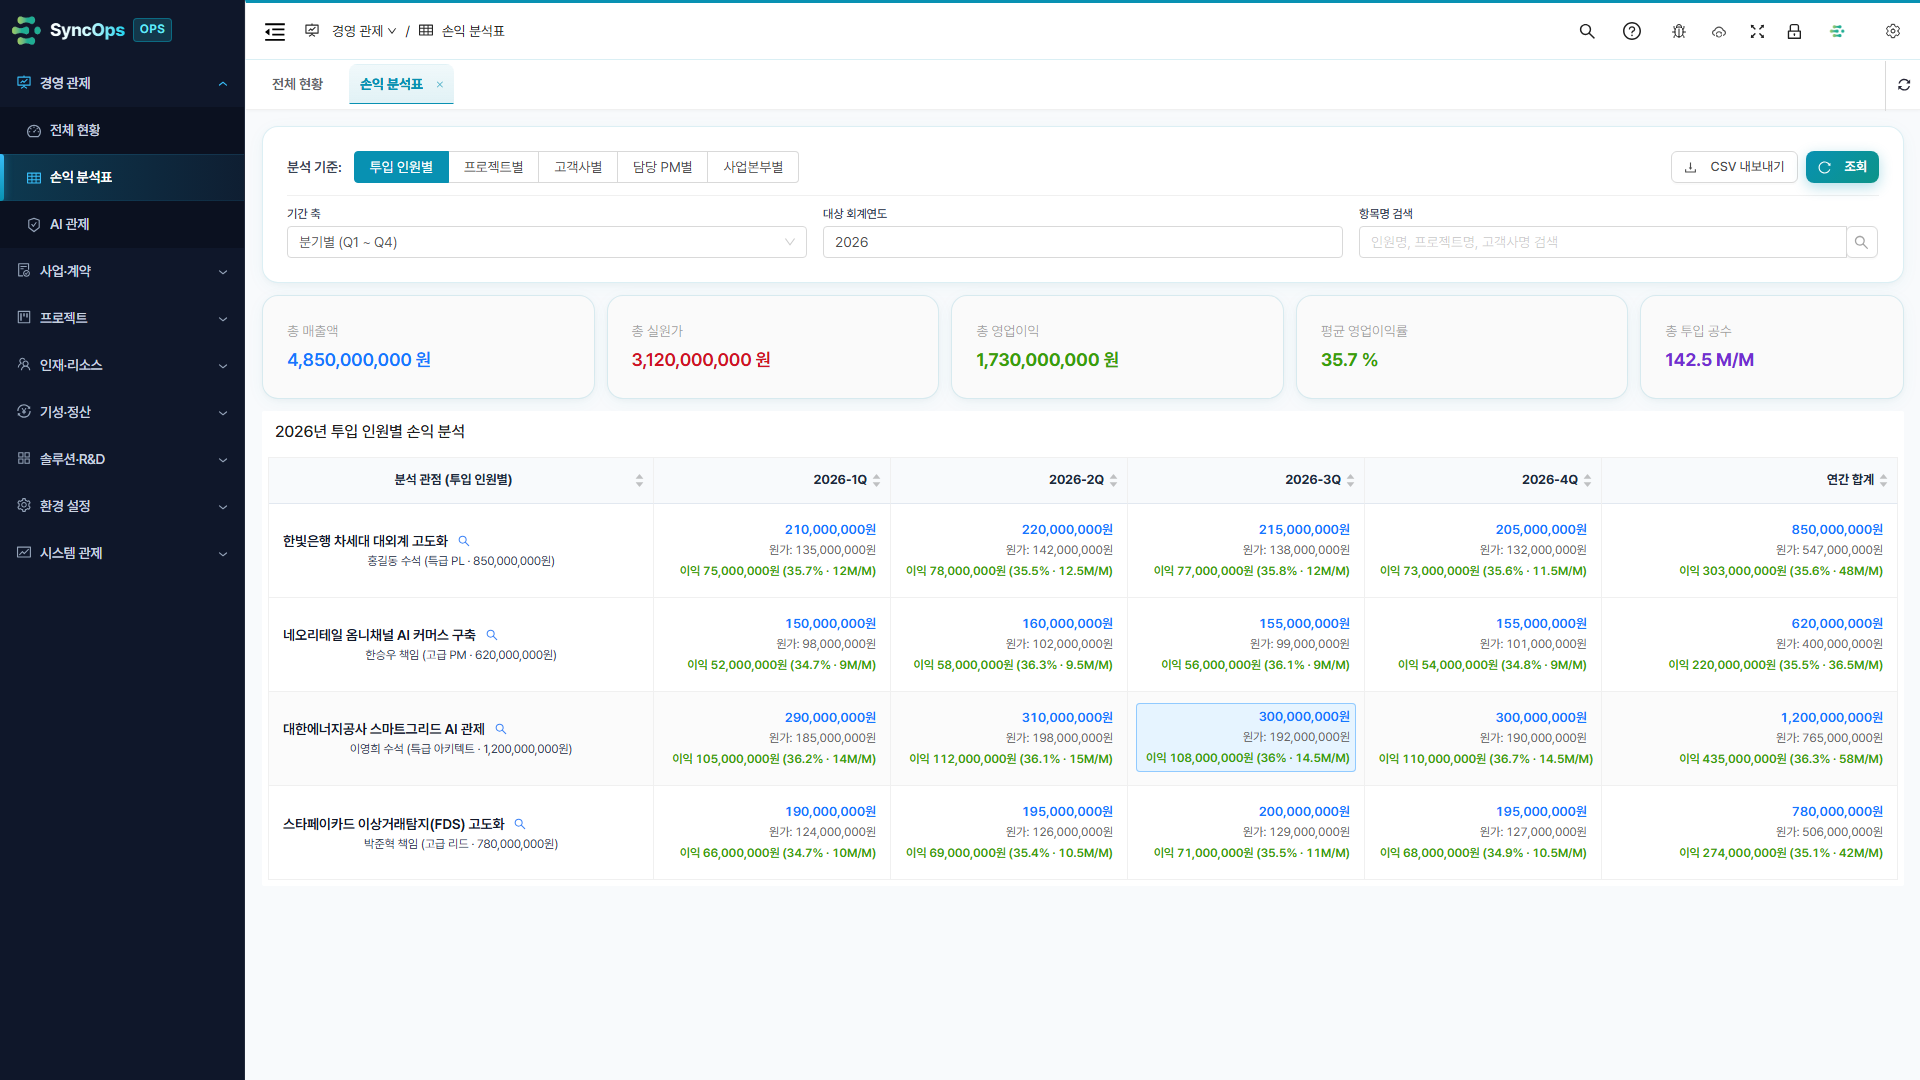 SyncOps OPS
경영 관제
전체 현황
손익 분석표
AI 관제
사업·계약
프로젝트
인재·리소스
기성·정산
솔루션·R&D
환경 설정
시스템 관제
경영 관제 / 손익 분석표
전체 현황 손익 분석표 ×
분석 기준: 투입 인원별 프로젝트별 고객사별 담당 PM별 사업본부별 CSV 내보내기 조회
기간 축 대상 회계연도 항목명 검색
분기별 (Q1 ~ Q4) 2026 인원명, 프로젝트명, 고객사명 검색
총 매출액 총 실원가 총 영업이익 평균 영업이익률 총 투입 공수
4,850,000,000 원 3,120,000,000 원 1,730,000,000 원 35.7 % 142.5 M/M
2026년 투입 인원별 손익 분석
분석 관점 (투입 인원별) 2026-1Q 2026-2Q 2026-3Q 2026-4Q 연간 합계
한빛은행 차세대 대외계 고도화
홍길동 수석 (특급 PL · 850,000,000원)
210,000,000원 220,000,000원 215,000,000원 205,000,000원 850,000,000원
원가: 135,000,000원 원가: 142,000,000원 원가: 138,000,000원 원가: 132,000,000원 원가: 547,000,000원
이익 75,000,000원 (35.7% · 12M/M) 이익 78,000,000원 (35.5% · 12.5M/M) 이익 77,000,000원 (35.8% · 12M/M) 이익 73,000,000원 (35.6% · 11.5M/M) 이익 303,000,000원 (35.6% · 48M/M)
네오리테일 옴니채널 AI 커머스 구축
한승우 책임 (고급 PM · 620,000,000원)
150,000,000원 160,000,000원 155,000,000원 155,000,000원 620,000,000원
원가: 98,000,000원 원가: 102,000,000원 원가: 99,000,000원 원가: 101,000,000원 원가: 400,000,000원
이익 52,000,000원 (34.7% · 9M/M) 이익 58,000,000원 (36.3% · 9.5M/M) 이익 56,000,000원 (36.1% · 9M/M) 이익 54,000,000원 (34.8% · 9M/M) 이익 220,000,000원 (35.5% · 36.5M/M)
대한에너지공사 스마트그리드 AI 관제
이영희 수석 (특급 아키텍트 · 1,200,000,000원)
290,000,000원 310,000,000원 300,000,000원 300,000,000원 1,200,000,000원
원가: 185,000,000원 원가: 198,000,000원 원가: 192,000,000원 원가: 190,000,000원 원가: 765,000,000원
이익 105,000,000원 (36.2% · 14M/M) 이익 112,000,000원 (36.1% · 15M/M) 이익 108,000,000원 (36% · 14.5M/M) 이익 110,000,000원 (36.7% · 14.5M/M) 이익 435,000,000원 (36.3% · 58M/M)
스타페이카드 이상거래탐지(FDS) 고도화
박준혁 책임 (고급 리드 · 780,000,000원)
190,000,000원 195,000,000원 200,000,000원 195,000,000원 780,000,000원
원가: 124,000,000원 원가: 126,000,000원 원가: 129,000,000원 원가: 127,000,000원 원가: 506,000,000원
이익 66,000,000원 (34.7% · 10M/M) 이익 69,000,000원 (35.4% · 10.5M/M) 이익 71,000,000원 (35.5% · 11M/M) 이익 68,000,000원 (34.9% · 10.5M/M) 이익 274,000,000원 (35.1% · 42M/M)